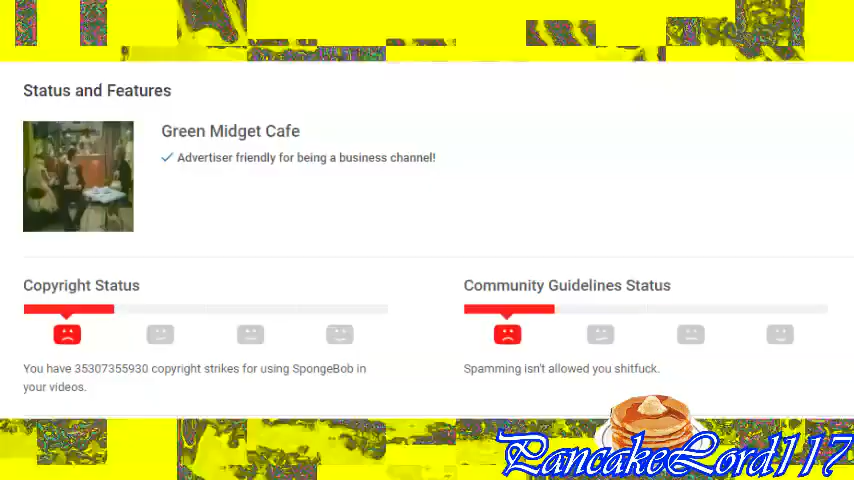 Status and Features
Green Midget Cafe
Advertiser friendly for being a business channel!
Copyright Status
Community Guidelines Status
You have 35307355930 copyright strikes for using SpongeBob in
your videos.
Spamming isn't allowed you shitfuck.
PancakeLord117